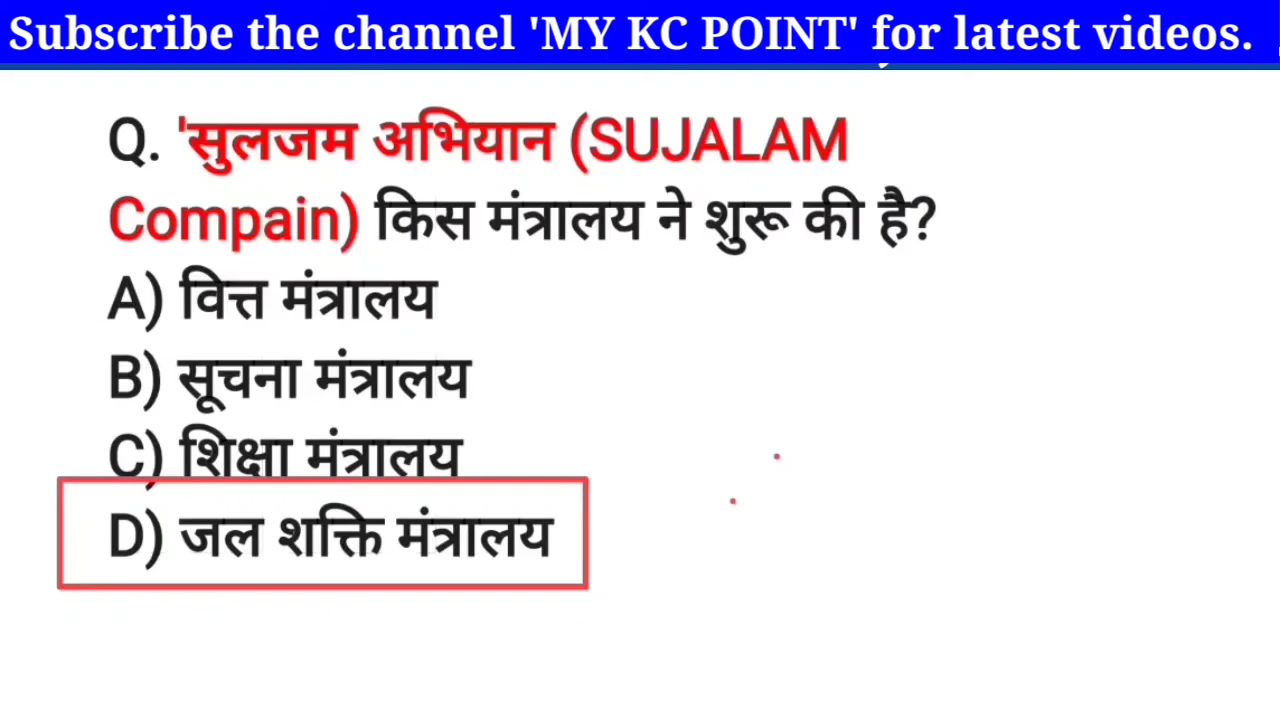 Subscribe the channel 'MY KC POINT' for latest videos.
Q. 'सुलजम अभियान (SUJALAM
Compain) किस मंत्रालय ने शुरू की है?
A) वित्त मंत्रालय
B) सूचना मंत्रालय
C) शिक्षा मंत्रालय
D) जल शक्ति मंत्रालय